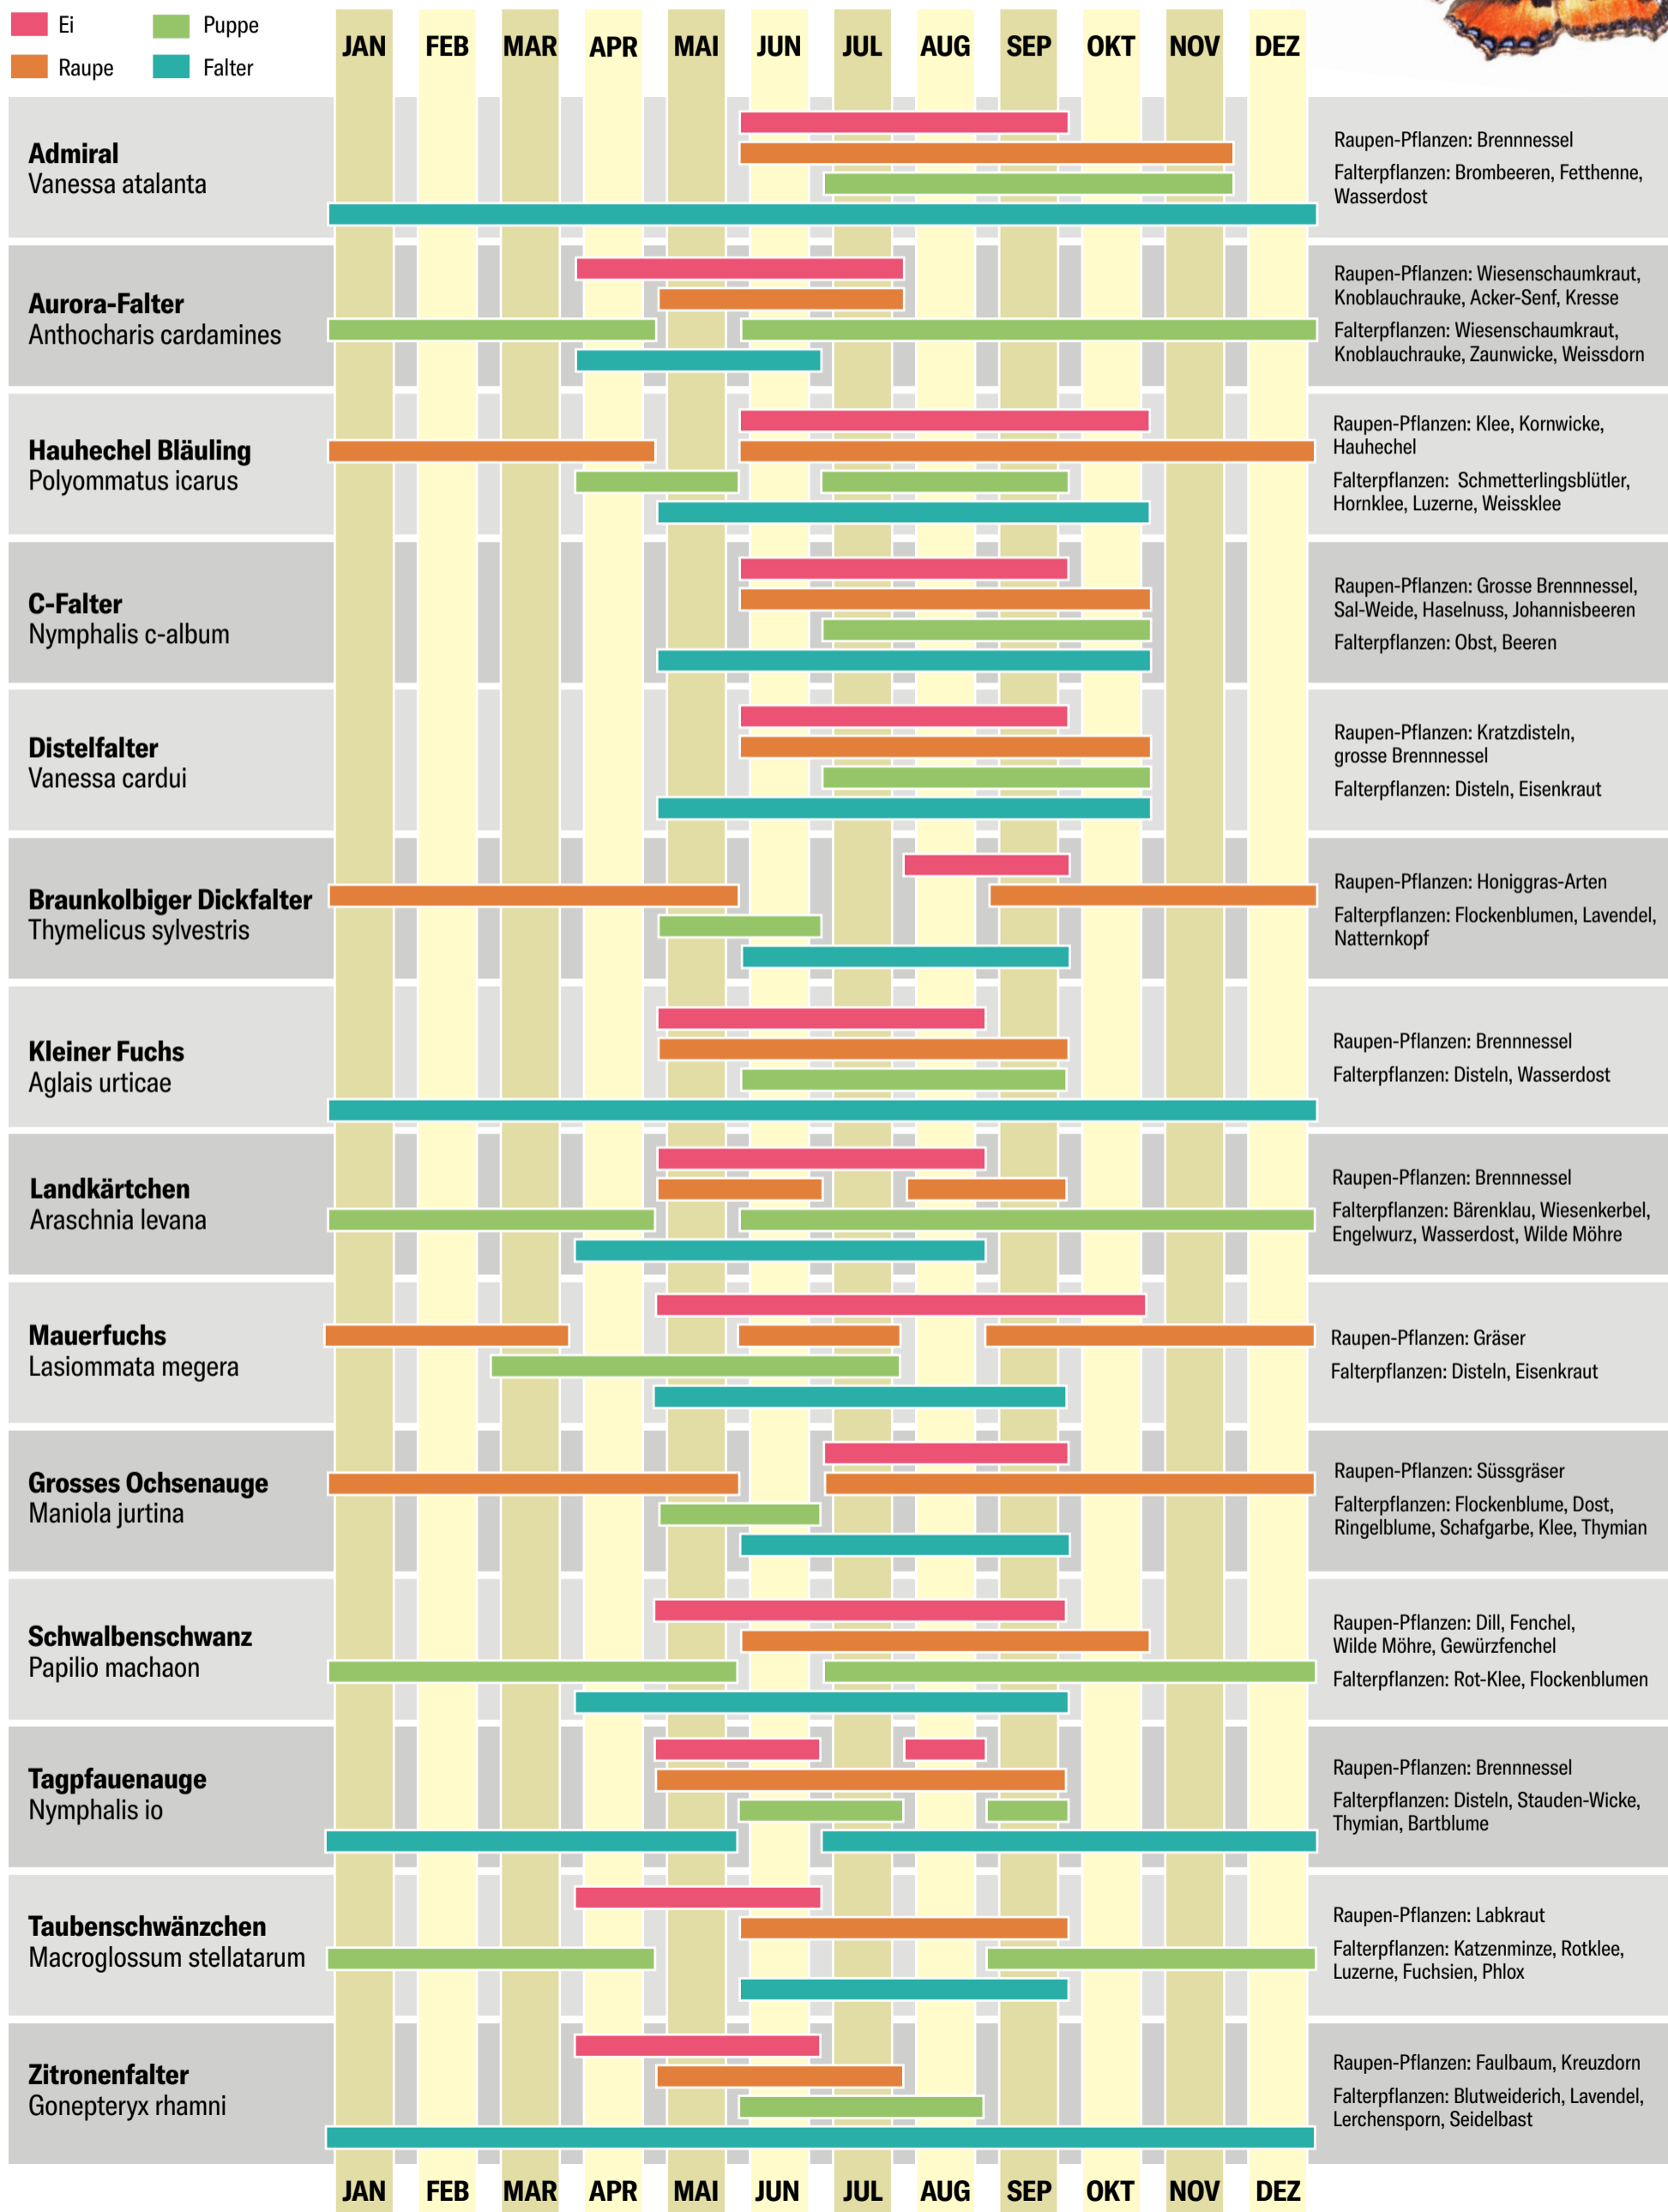 Ei
Puppe
Raupe
Falter
JAN FEB MAR APR MAI JUN JUL AUG SEP OKT NOV DEZ
Admiral
Vanessa atalanta
Raupen-Pflanzen: Brennnessel
Falterpflanzen: Brombeeren, Fetthenne,
Wasserdost
Aurora-Falter
Anthocharis cardamines
Raupen-Pflanzen: Wiesenschaumkraut,
Knoblauchrauke, Acker-Senf, Kresse
Falterpflanzen: Wiesenschaumkraut,
Knoblauchrauke, Zaunwicke, Weissdorn
Hauhechel Bläuling
Polyommatus icarus
Raupen-Pflanzen: Klee, Kornwicke,
Hauhechel
Falterpflanzen: Schmetterlingsblütler,
Hornklee, Luzerne, Weissklee
C-Falter
Nymphalis c-album
Raupen-Pflanzen: Grosse Brennnessel,
Sal-Weide, Haselnuss, Johannisbeeren
Falterpflanzen: Obst, Beeren
Distelfalter
Vanessa cardui
Raupen-Pflanzen: Kratzdisteln,
grosse Brennnessel
Falterpflanzen: Disteln, Eisenkraut
Braunkolbiger Dickfalter
Thymelicus sylvestris
Raupen-Pflanzen: Honiggras-Arten
Falterpflanzen: Flockenblumen, Lavendel,
Natternkopf
Kleiner Fuchs
Aglais urticae
Raupen-Pflanzen: Brennnessel
Falterpflanzen: Disteln, Wasserdost
Landkärtchen
Araschnia levana
Raupen-Pflanzen: Brennnessel
Falterpflanzen: Bärenklau, Wiesenkerbel,
Engelwurz, Wasserdost, Wilde Möhre
Mauerfuchs
Lasiommata megera
Raupen-Pflanzen: Gräser
Falterpflanzen: Disteln, Eisenkraut
Grosses Ochsenauge
Maniola jurtina
Raupen-Pflanzen: Süssgräser
Falterpflanzen: Flockenblume, Dost,
Ringelblume, Schafgarbe, Klee, Thymian
Schwalbenschwanz
Papilio machaon
Raupen-Pflanzen: Dill, Fenchel,
Wilde Möhre, Gewürzfenchel
Falterpflanzen: Rot-Klee, Flockenblumen
Tagpfauenauge
Nymphalis io
Raupen-Pflanzen: Brennnessel
Falterpflanzen: Disteln, Stauden-Wicke,
Thymian, Bartblume
Taubenschwänzchen
Macroglossum stellatarum
Raupen-Pflanzen: Labkraut
Falterpflanzen: Katzenminze, Rotklee,
Luzerne, Fuchsien, Phlox
Zitronenfalter
Gonepteryx rhamni
Raupen-Pflanzen: Faulbaum, Kreuzdorn
Falterpflanzen: Blutweiderich, Lavendel,
Lerchensporn, Seidelbast
JAN FEB MAR APR MAI JUN JUL AUG SEP OKT NOV DEZ